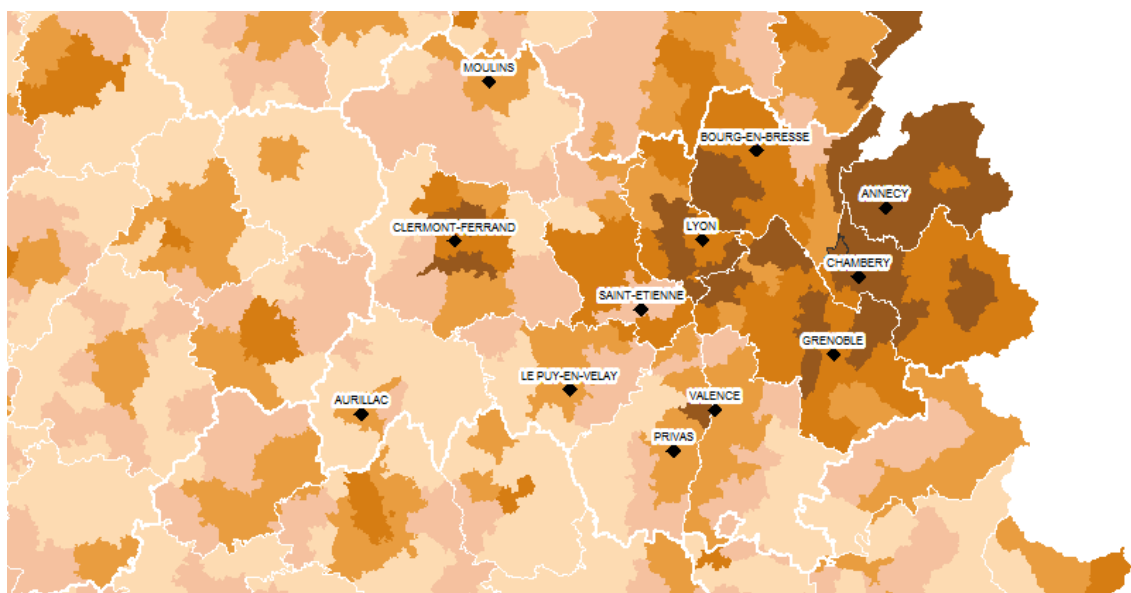 MOULINS
BOURG-EN-BRESSE
ANNECY
CLERMONT-FERRAND
LYON
CHAMBERY
SAINT-ETIENNE
GRENOBLE
LE PUY-EN-VELAY
AURILLAC
VALENCE
PRIVAS